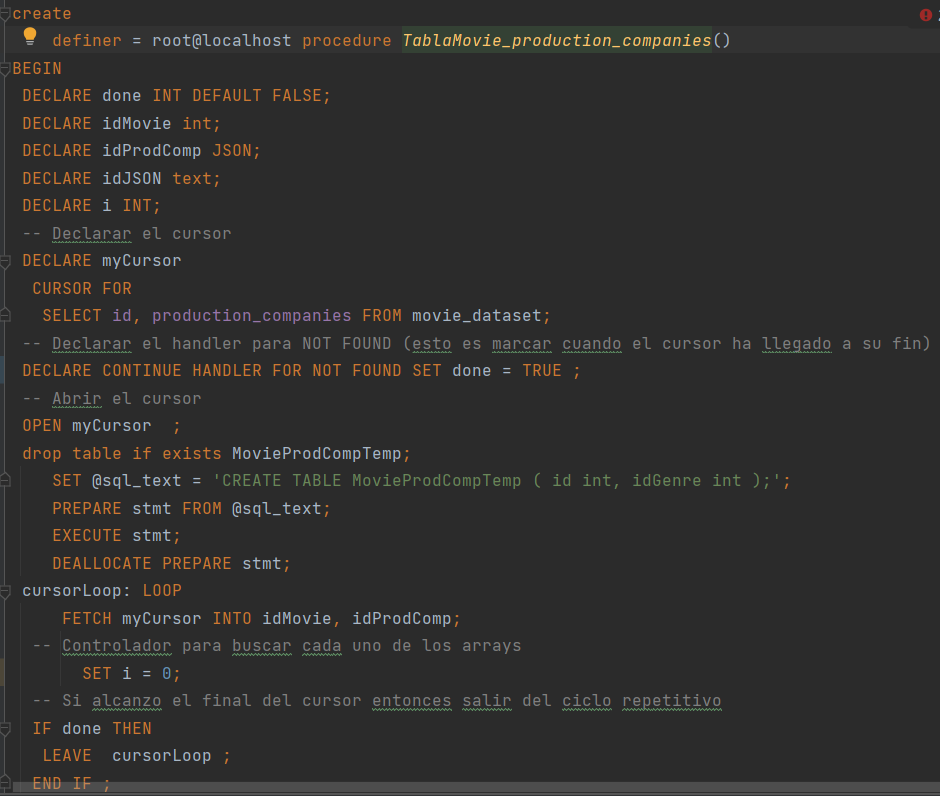 create
definer = root@localhost procedure TablaMovie_production_companies()
BEGIN
DECLARE done INT DEFAULT FALSE;
DECLARE idMovie int;
DECLARE idProdComp JSON;
DECLARE idJSON text;
DECLARE i INT;
-- Declarar el cursor
DECLARE myCursor
CURSOR FOR
SELECT id, production_companies FROM movie_dataset;
-- Declarar el handler para NOT FOUND (esto es marcar cuando el cursor ha llegado a su fin)
DECLARE CONTINUE HANDLER FOR NOT FOUND SET done = TRUE ;
-- Abrir el cursor
OPEN myCursor  ;
drop table if exists MovieProdCompTemp;
SET @sql_text = 'CREATE TABLE MovieProdCompTemp ( id int, idGenre int );';
PREPARE stmt FROM @sql_text;
EXECUTE stmt;
DEALLOCATE PREPARE stmt;
cursorLoop: LOOP
FETCH myCursor INTO idMovie, idProdComp;
-- Controlador para buscar cada uno de los arrays
SET i = 0;
-- Si alcanzo el final del cursor entonces salir del ciclo repetitivo
IF done THEN
LEAVE  cursorLoop ;
END IF ;